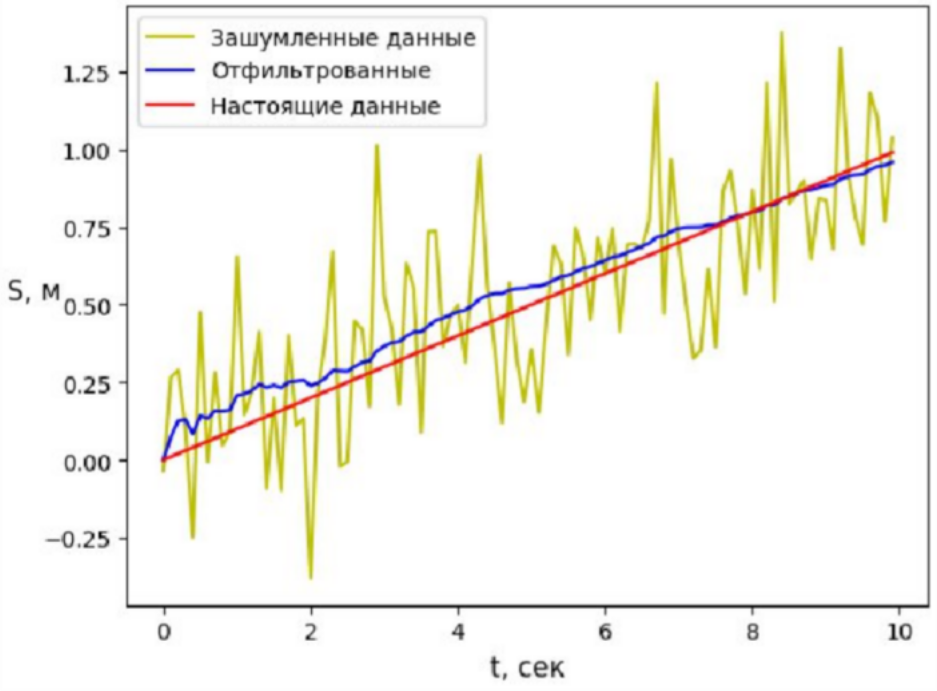 Зашумленные данные
Отфильтрованные
Настоящие данные
1.25
1.00
0.75
S, м
0.50
0.25
0.00
−0.25
0 2 4 6 8 10
t, сек